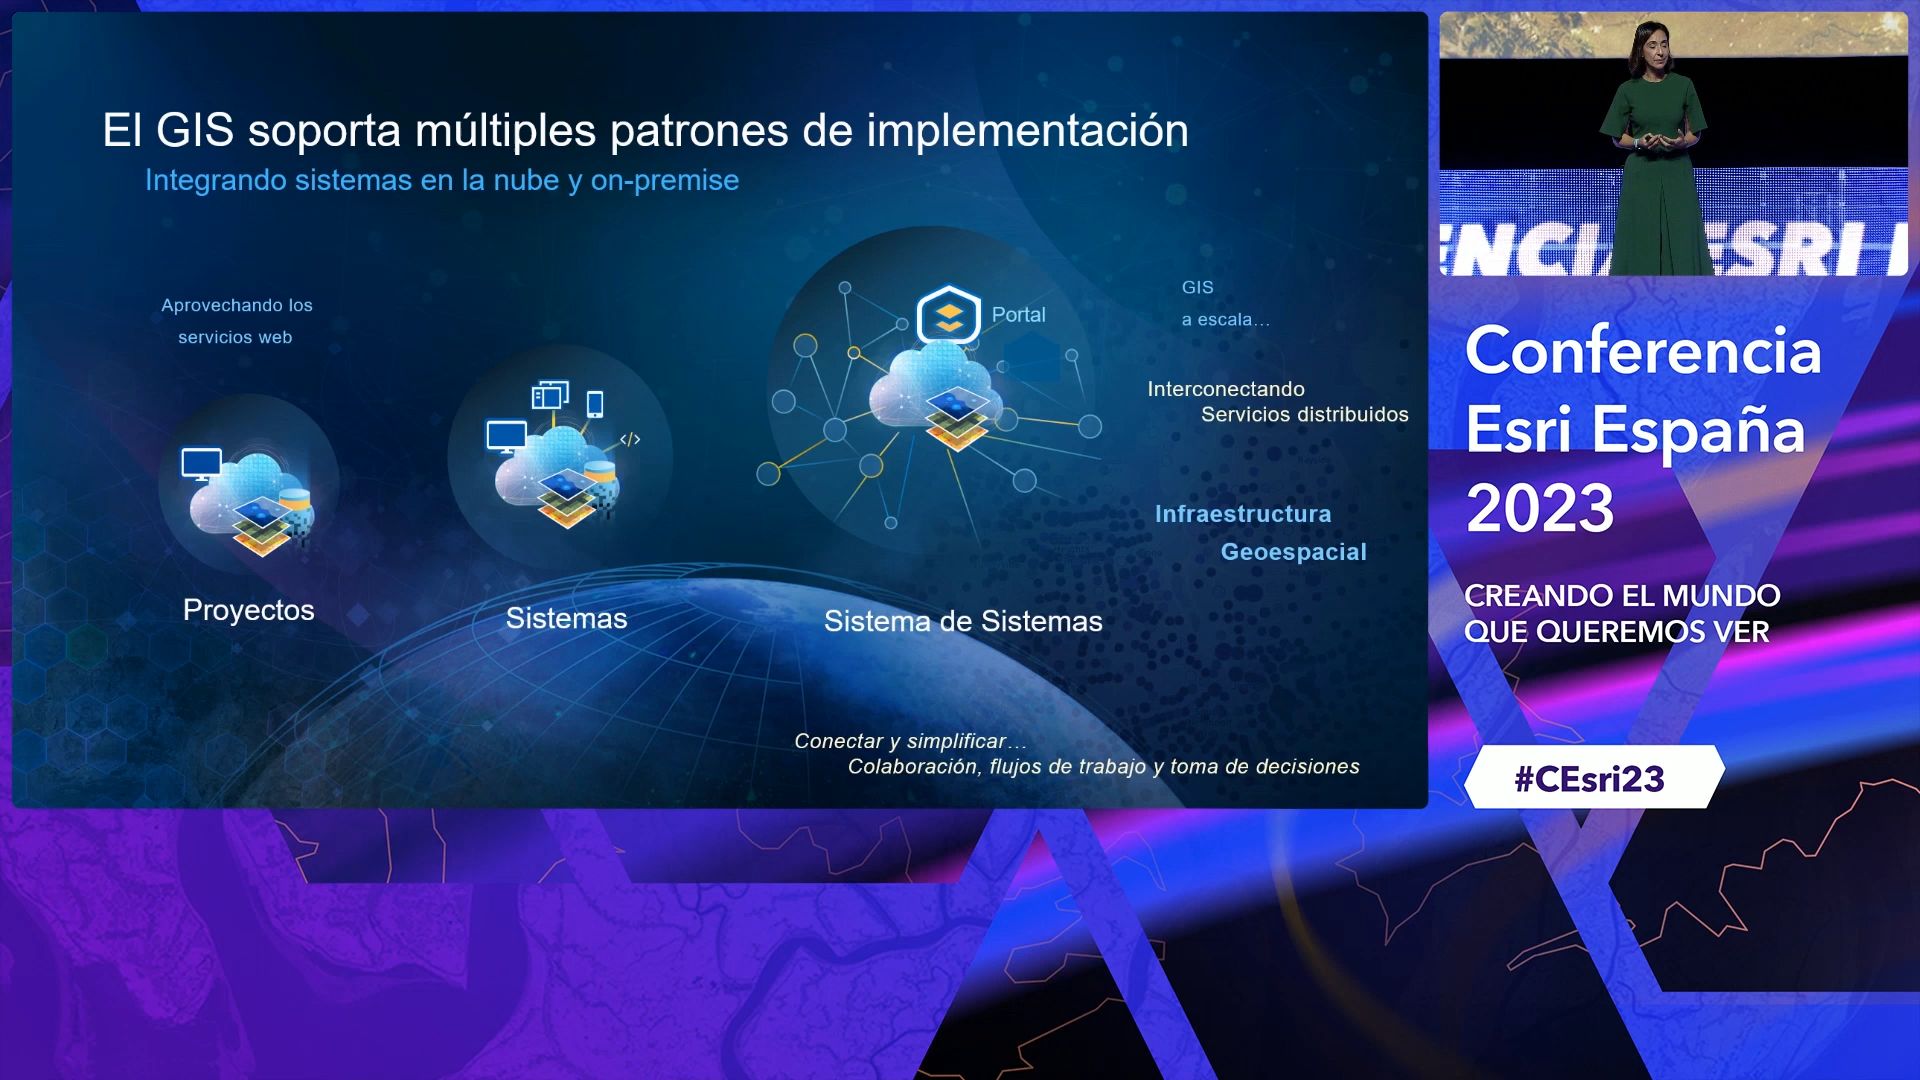 El GIS soporta múltiples patrones de implementación
Integrando sistemas en la nube y on-premise
Aprovechando los
servicios web
Portal
GIS
a escala…
Interconectando
Servicios distribuidos
</>
Infraestructura
Geoespacial
Proyectos
Sistemas
Sistema de Sistemas
Conectar y simplificar…
Colaboración, flujos de trabajo y toma de decisiones
ENCIA ESRI
Conferencia
Esri España
2023
CREANDO EL MUNDO
QUE QUEREMOS VER
#CEsri23